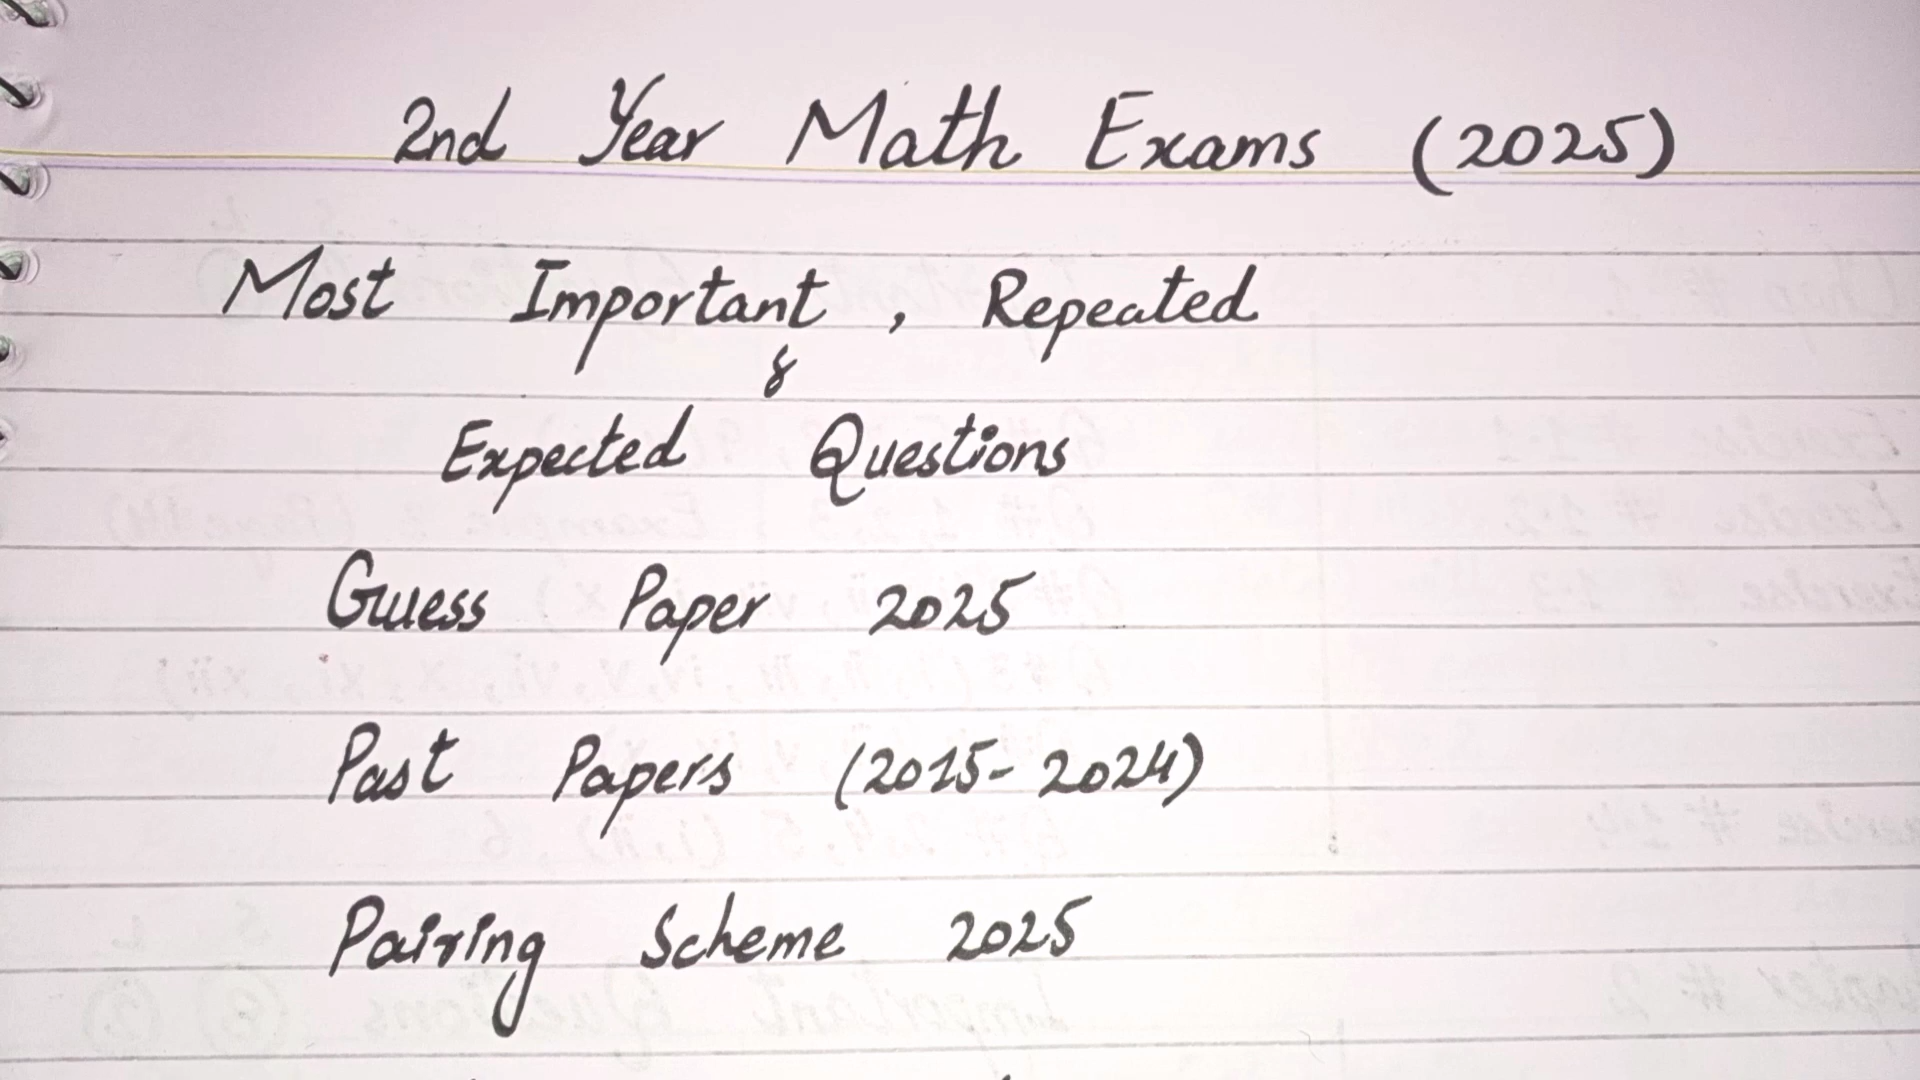 2nd Year Math Exams (2025)
Most Important, Repeated
&
Expected Questions
Guess Paper 2025
Past Papers (2015-2024)
Pairing Scheme 2025